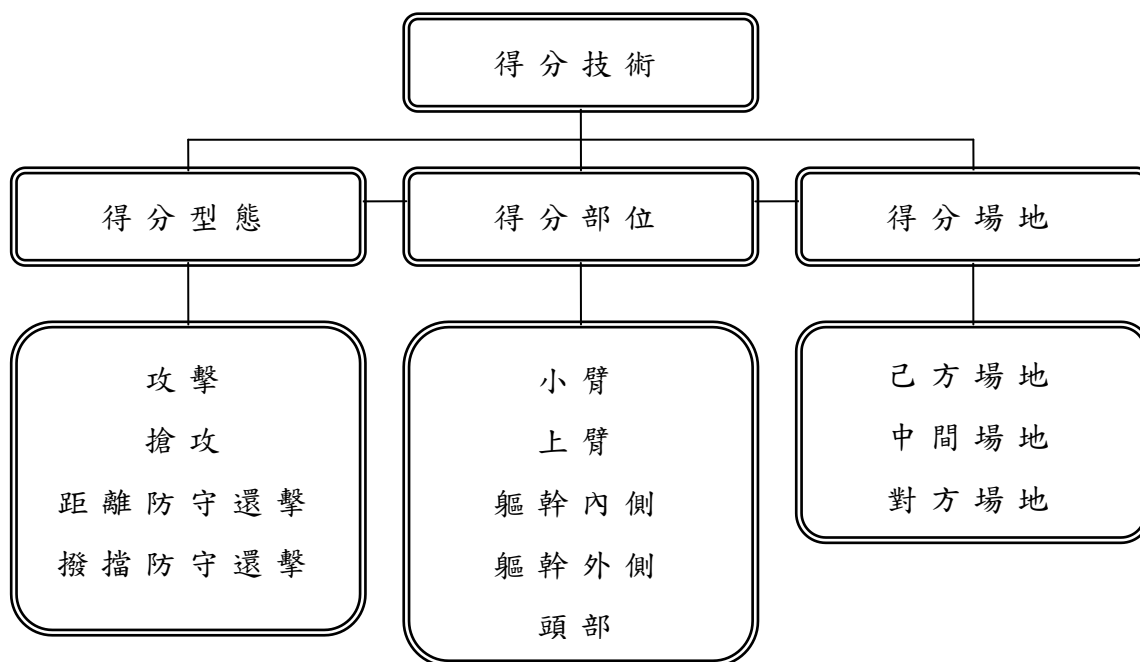 得分技術
得分型態
得分部位
得分場地
攻擊
搶攻
距離防守還擊
撥擋防守還擊
小臂
上臂
軀幹內側
軀幹外側
頭部
己方場地
中間場地
對方場地